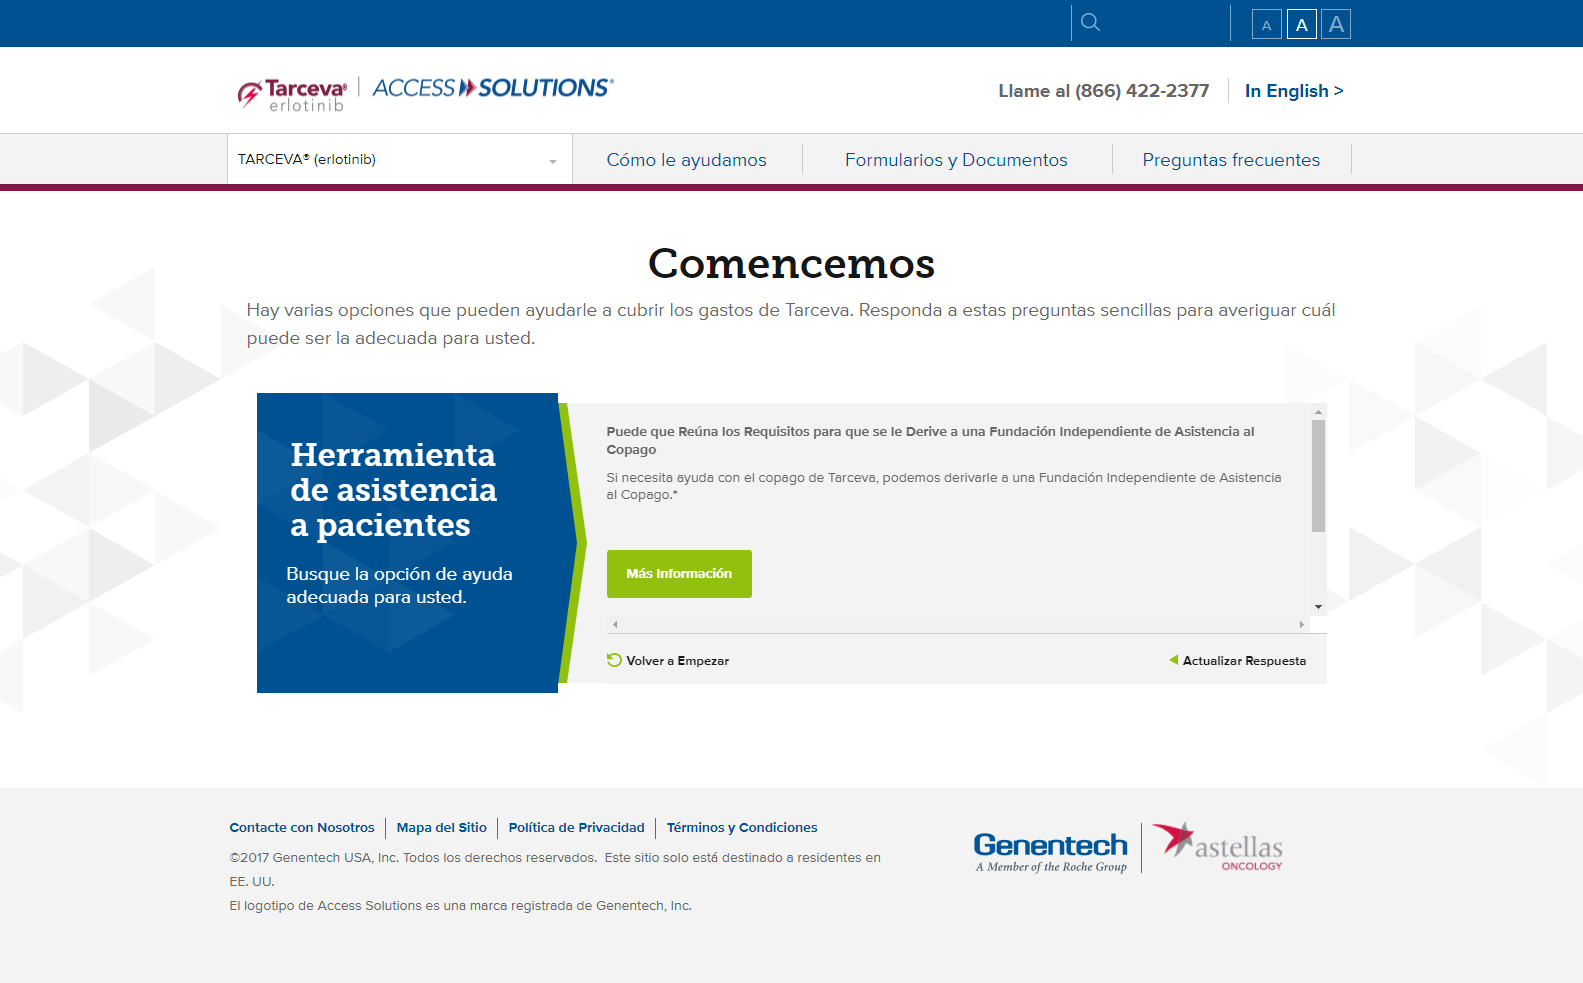 A A A
Tarceva® erlotinib | ACCESS SOLUTIONS®
Llame al (866) 422-2377
In English >
TARCEVA® (erlotinib)
Cómo le ayudamos
Formularios y Documentos
Preguntas frecuentes
Comencemos
Hay varias opciones que pueden ayudarle a cubrir los gastos de Tarceva. Responda a estas preguntas sencillas para averiguar cuál
puede ser la adecuada para usted.
Herramienta
de asistencia
a pacientes
Busque la opción de ayuda
adecuada para usted.
Puede que Reúna los Requisitos para que se le Derive a una Fundación Independiente de Asistencia al
Copago
Si necesita ayuda con el copago de Tarceva, podemos derivarle a una Fundación Independiente de Asistencia
al Copago.*
Más Información
Volver a Empezar
Actualizar Respuesta
Contacte con Nosotros | Mapa del Sitio | Política de Privacidad | Términos y Condiciones
©2017 Genentech USA, Inc. Todos los derechos reservados. Este sitio solo está destinado a residentes en
EE. UU.
El logotipo de Access Solutions es una marca registrada de Genentech, Inc.
Genentech
A Member of the Roche Group
astellas
ONCOLOGY